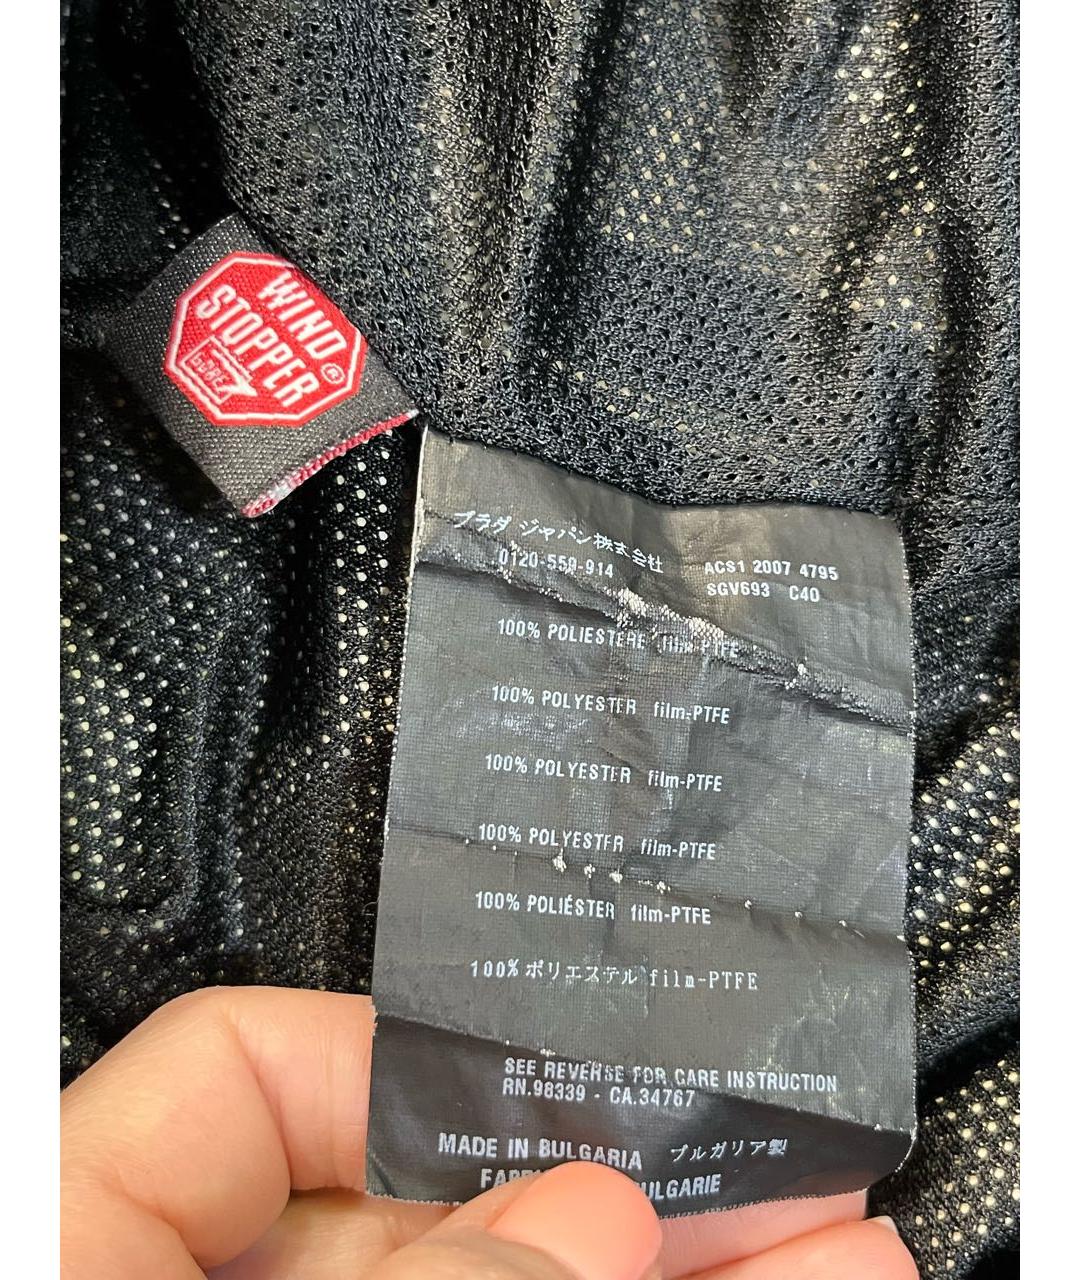 WIND
STOPPER
®
GORE
プラダ ジャパン株式会社
0120-559-914
ACS1 2007 4795
SGV693 C40
100% POLIESTERE film-PTFE
100% POLYESTER film-PTFE
100% POLYESTER film-PTFE
100% POLYESTER film-PTFE
100% POLIÉSTER film-PTFE
100% ポリエステル film-PTFE
SEE REVERSE FOR CARE INSTRUCTION
RN.98339 - CA.34767
MADE IN BULGARIA ブルガリア製